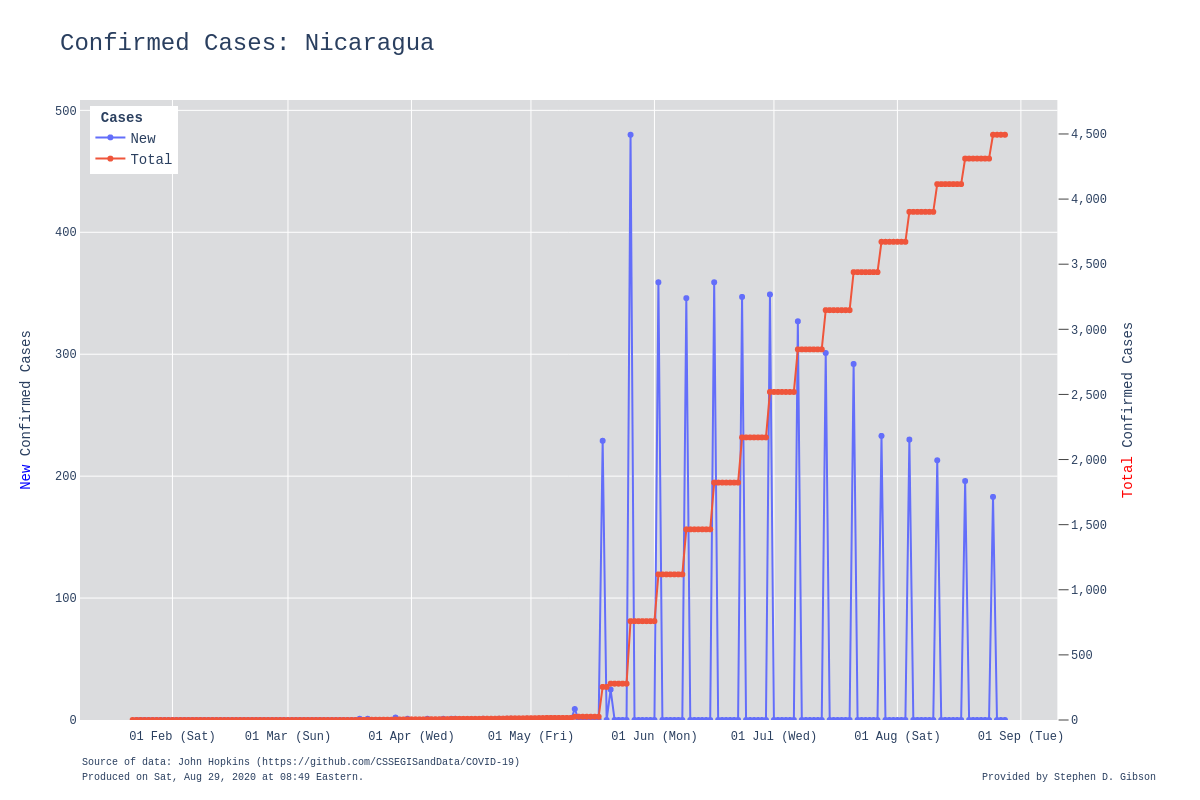 Confirmed Cases: Nicaragua
Cases
New
Total
500
400
300
200
100
0
New Confirmed Cases
4,500
4,000
3,500
3,000
2,500
2,000
1,500
1,000
500
0
Total Confirmed Cases
01 Feb (Sat) 01 Mar (Sun) 01 Apr (Wed) 01 May (Fri) 01 Jun (Mon) 01 Jul (Wed) 01 Aug (Sat) 01 Sep (Tue)
Source of data: John Hopkins (https://github.com/CSSEGISandData/COVID-19)
Produced on Sat, Aug 29, 2020 at 08:49 Eastern.
Provided by Stephen D. Gibson